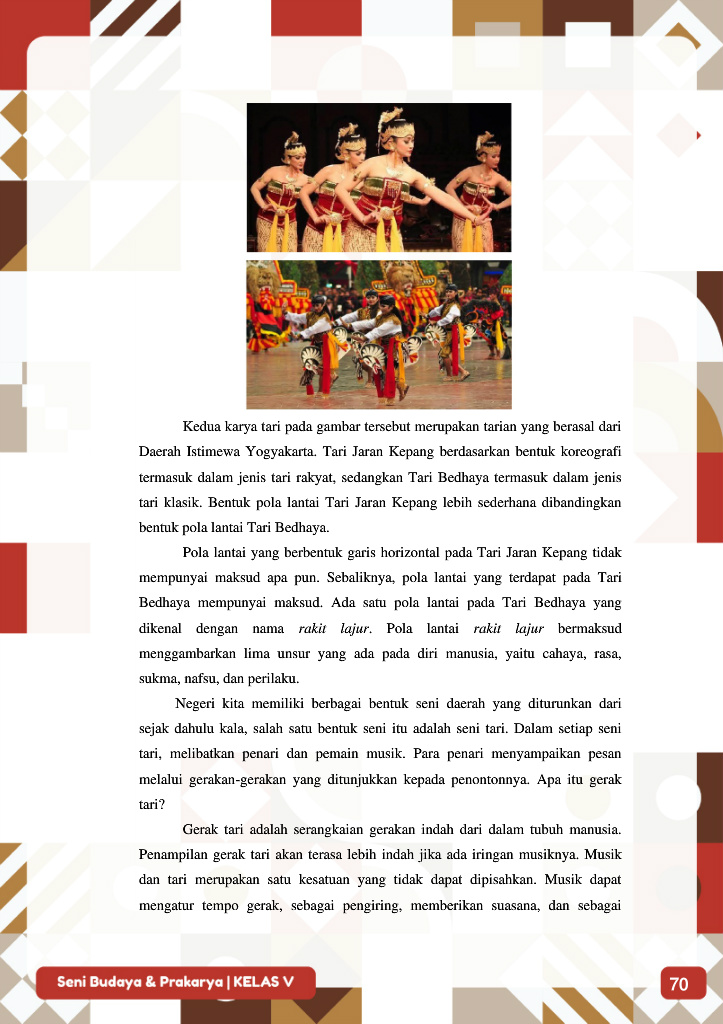 Kedua karya tari pada gambar tersebut merupakan tarian yang berasal dari
Daerah Istimewa Yogyakarta. Tari Jaran Kepang berdasarkan bentuk koreografi
termasuk dalam jenis tari rakyat, sedangkan Tari Bedhaya termasuk dalam jenis
tari klasik. Bentuk pola lantai Tari Jaran Kepang lebih sederhana dibandingkan
bentuk pola lantai Tari Bedhaya.
Pola lantai yang berbentuk garis horizontal pada Tari Jaran Kepang tidak
mempunyai maksud apa pun. Sebaliknya, pola lantai yang terdapat pada Tari
Bedhaya mempunyai maksud. Ada satu pola lantai pada Tari Bedhaya yang
dikenal dengan nama rakit lajur. Pola lantai rakit lajur bermaksud
menggambarkan lima unsur yang ada pada diri manusia, yaitu cahaya, rasa,
sukma, nafsu, dan perilaku.
Negeri kita memiliki berbagai bentuk seni daerah yang diturunkan dari
sejak dahulu kala, salah satu bentuk seni itu adalah seni tari. Dalam setiap seni
tari, melibatkan penari dan pemain musik. Para penari menyampaikan pesan
melalui gerakan-gerakan yang ditunjukkan kepada penontonnya. Apa itu gerak
tari?
Gerak tari adalah serangkaian gerakan indah dari dalam tubuh manusia.
Penampilan gerak tari akan terasa lebih indah jika ada iringan musiknya. Musik
dan tari merupakan satu kesatuan yang tidak dapat dipisahkan. Musik dapat
mengatur tempo gerak, sebagai pengiring, memberikan suasana, dan sebagai
Seni Budaya & Prakarya | KELAS V
70